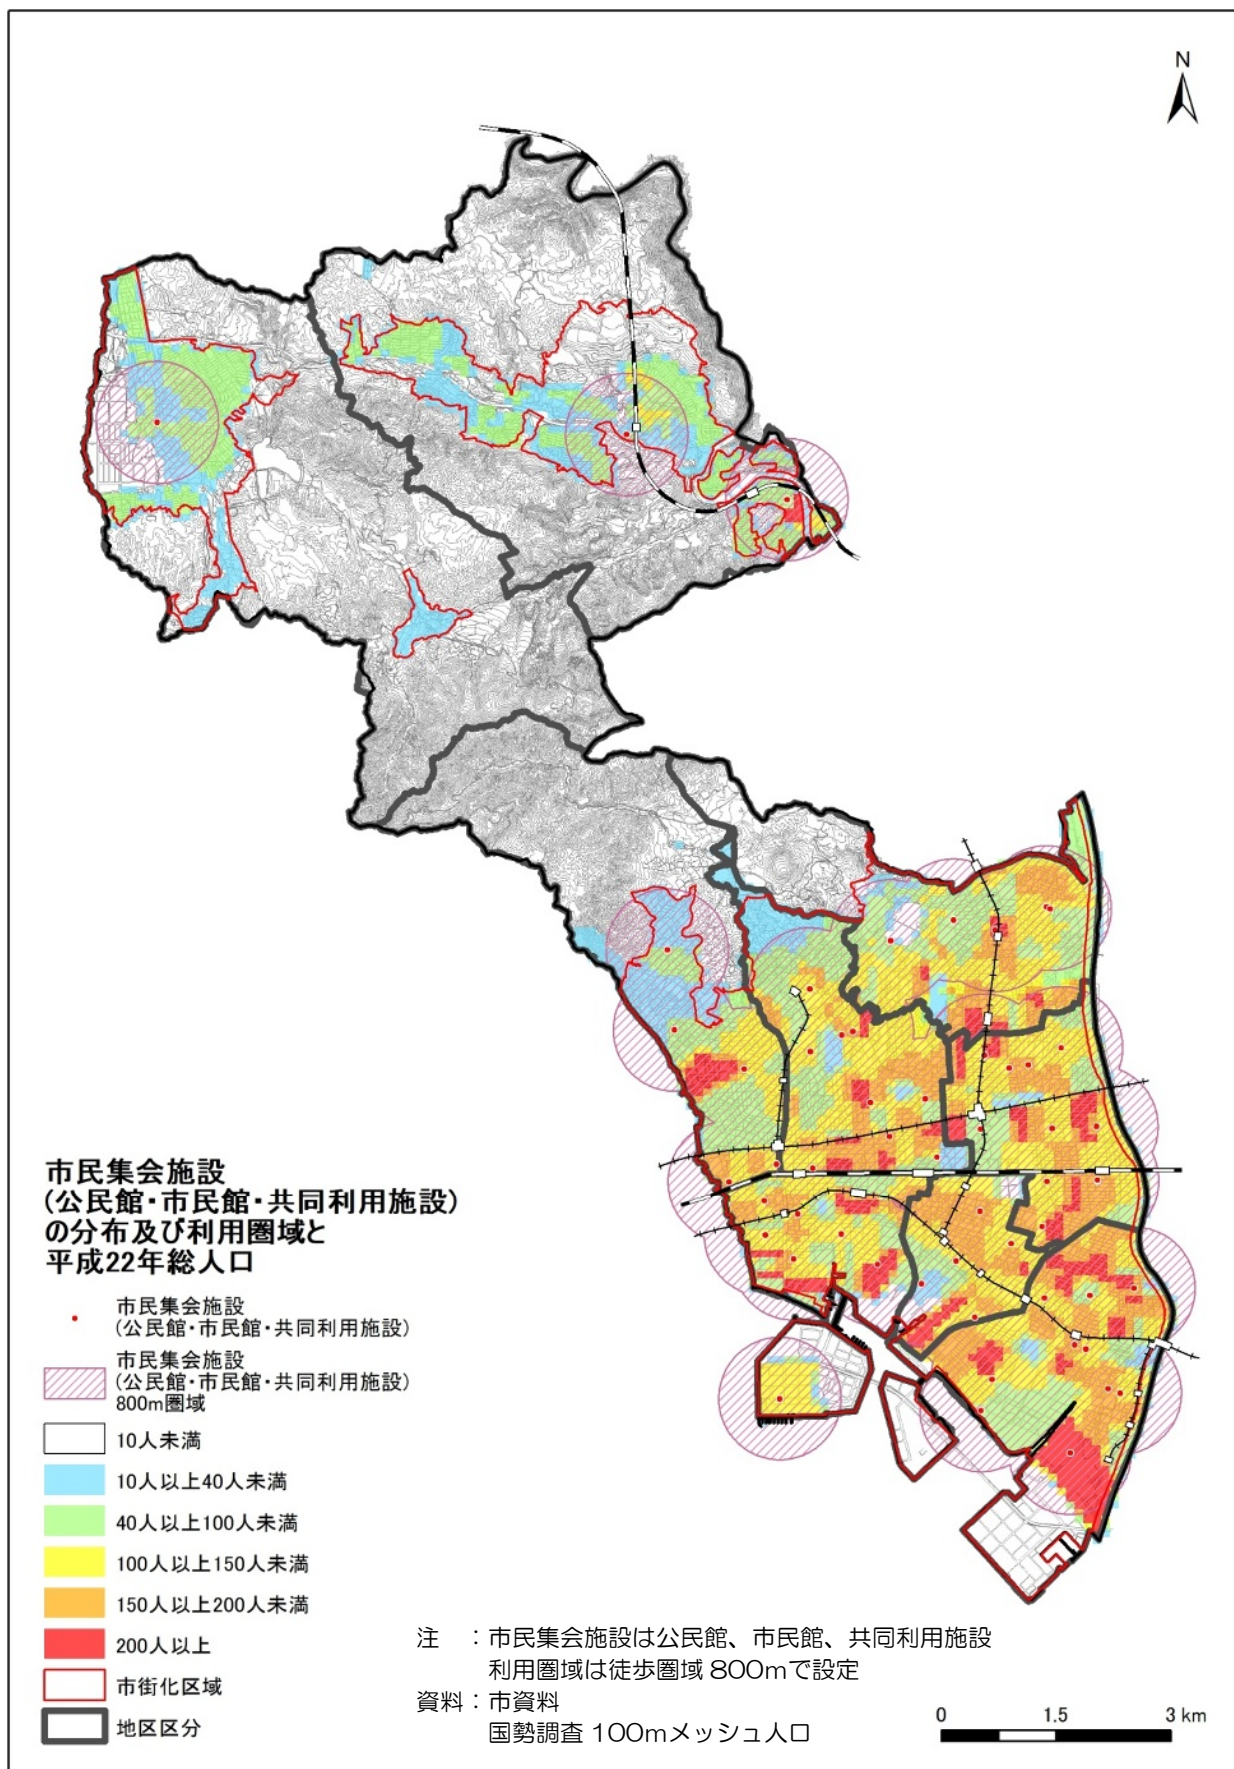 N
市民集会施設
(公民館・市民館・共同利用施設)
の分布及び利用圏域と
平成22年総人口
市民集会施設
(公民館・市民館・共同利用施設)
市民集会施設
(公民館・市民館・共同利用施設)
800m圏域
10人未満
10人以上40人未満
40人以上100人未満
100人以上150人未満
150人以上200人未満
200人以上
市街化区域
地区区分
注　：市民集会施設は公民館、市民館、共同利用施設
利用圏域は徒歩圏域 800mで設定
資料：市資料
国勢調査 100mメッシュ人口
0 1.5 3 km